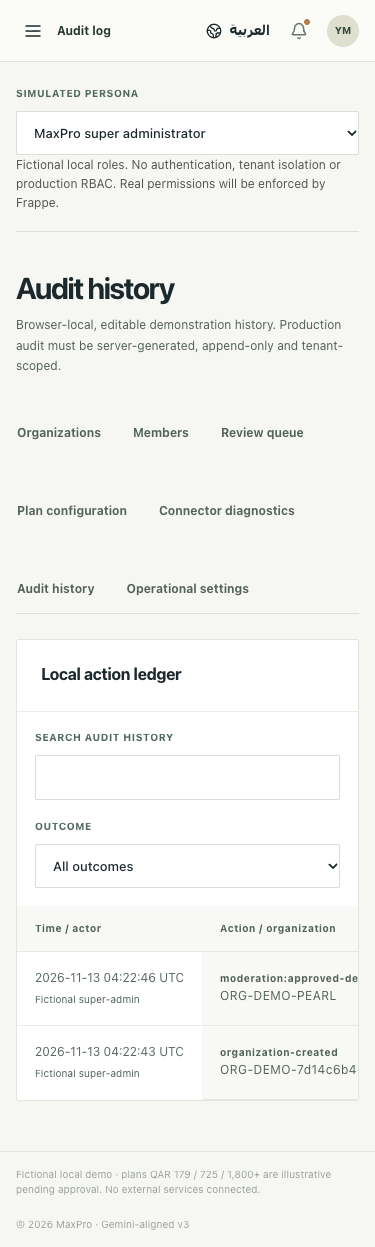 Audit log
العربية
YM
SIMULATED PERSONA
MaxPro super administrator
Fictional local roles. No authentication, tenant isolation or
production RBAC. Real permissions will be enforced by
Frappe.
Audit history
Browser-local, editable demonstration history. Production
audit must be server-generated, append-only and tenant-
scoped.
Organizations Members Review queue
Plan configuration Connector diagnostics
Audit history Operational settings
Local action ledger
SEARCH AUDIT HISTORY
OUTCOME
All outcomes
Time / actor Action / organization
2026-11-13 04:22:46 UTC moderation:approved-de
Fictional super-admin ORG-DEMO-PEARL
2026-11-13 04:22:43 UTC organization-created
Fictional super-admin ORG-DEMO-7d14c6b4
Fictional local demo · plans QAR 179 / 725 / 1,800+ are illustrative
pending approval. No external services connected.
© 2026 MaxPro · Gemini-aligned v3